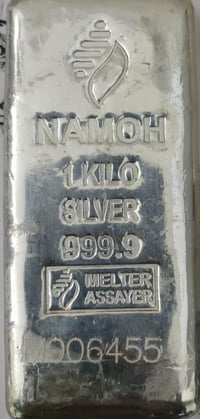 NAMOH
1 KILO
SILVER
999.9
MELTER
ASSAYER
006455